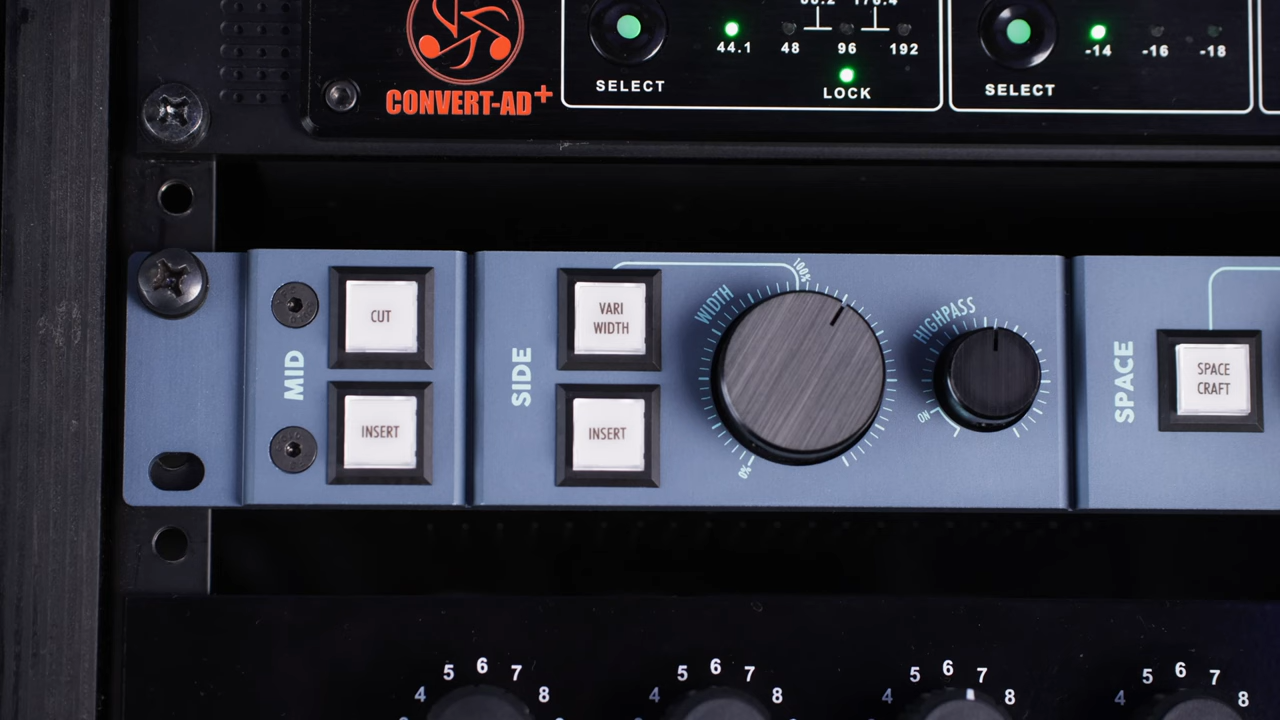 CONVERT-AD+
SELECT
44.1
48
96
192
LOCK
SELECT
-14
-16
-18
MID
CUT
INSERT
SIDE
VARI
WIDTH
INSERT
WIDTH
100%
0%
HIGHPASS
NO
SPACE
SPACE
CRAFT
4 5 6 7 8
4 5 6 7 8
4 5 6 7 8
4 5 6 7 8